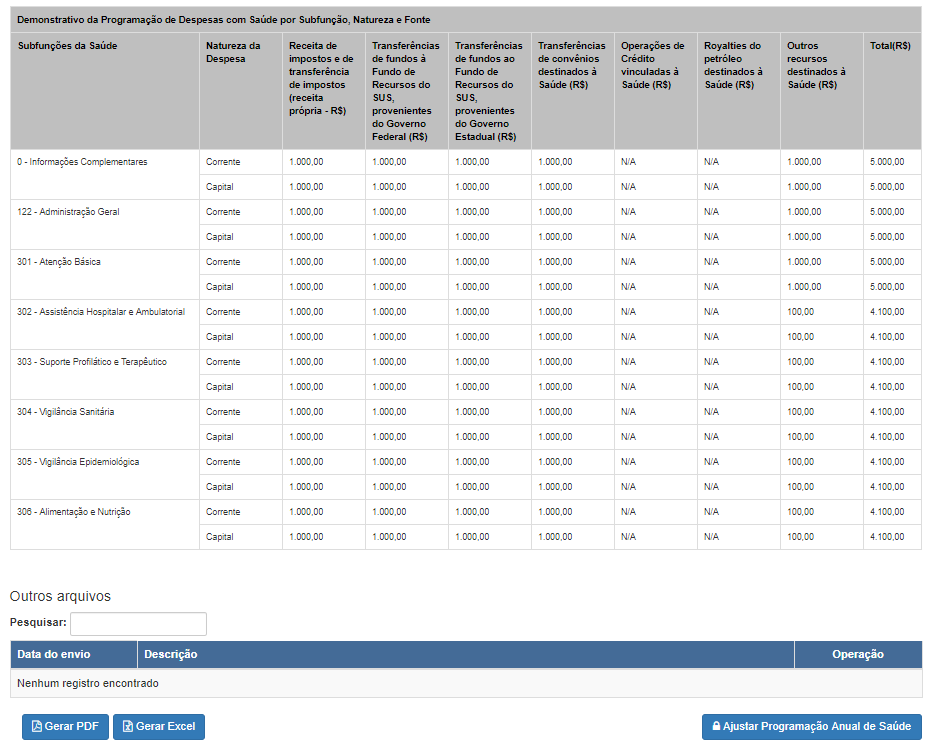 Demonstrativo da Programação de Despesas com Saúde por Subfunção, Natureza e Fonte
Subfunções da Saúde
Natureza da
Despesa
Receita de
impostos e de
transferência
de impostos
(receita
própria - R$)
Transferências
de fundos à
Fundo de
Recursos do
SUS,
provenientes
do Governo
Federal (R$)
Transferências
de fundos ao
Fundo de
Recursos do
SUS,
provenientes
do Governo
Estadual (R$)
Transferências
de convênios
destinados à
Saúde (R$)
Operações de
Crédito
vinculadas à
Saúde (R$)
Royalties do
petróleo
destinados à
Saúde (R$)
Outros
recursos
destinados à
Saúde (R$)
Total(R$)
0 - Informações Complementares Corrente 1.000,00 1.000,00 1.000,00 1.000,00 N/A N/A 1.000,00 5.000,00
Capital 1.000,00 1.000,00 1.000,00 1.000,00 N/A N/A 1.000,00 5.000,00
122 - Administração Geral Corrente 1.000,00 1.000,00 1.000,00 1.000,00 N/A N/A 1.000,00 5.000,00
Capital 1.000,00 1.000,00 1.000,00 1.000,00 N/A N/A 1.000,00 5.000,00
301 - Atenção Básica Corrente 1.000,00 1.000,00 1.000,00 1.000,00 N/A N/A 1.000,00 5.000,00
Capital 1.000,00 1.000,00 1.000,00 1.000,00 N/A N/A 1.000,00 5.000,00
302 - Assistência Hospitalar e Ambulatorial Corrente 1.000,00 1.000,00 1.000,00 1.000,00 N/A N/A 100,00 4.100,00
Capital 1.000,00 1.000,00 1.000,00 1.000,00 N/A N/A 100,00 4.100,00
303 - Suporte Profilático e Terapêutico Corrente 1.000,00 1.000,00 1.000,00 1.000,00 N/A N/A 100,00 4.100,00
Capital 1.000,00 1.000,00 1.000,00 1.000,00 N/A N/A 100,00 4.100,00
304 - Vigilância Sanitária Corrente 1.000,00 1.000,00 1.000,00 1.000,00 N/A N/A 100,00 4.100,00
Capital 1.000,00 1.000,00 1.000,00 1.000,00 N/A N/A 100,00 4.100,00
305 - Vigilância Epidemiológica Corrente 1.000,00 1.000,00 1.000,00 1.000,00 N/A N/A 100,00 4.100,00
Capital 1.000,00 1.000,00 1.000,00 1.000,00 N/A N/A 100,00 4.100,00
306 - Alimentação e Nutrição Corrente 1.000,00 1.000,00 1.000,00 1.000,00 N/A N/A 100,00 4.100,00
Capital 1.000,00 1.000,00 1.000,00 1.000,00 N/A N/A 100,00 4.100,00
Outros arquivos
Pesquisar:
Data do envio Descrição Operação
Nenhum registro encontrado
Gerar PDF Gerar Excel Ajustar Programação Anual de Saúde